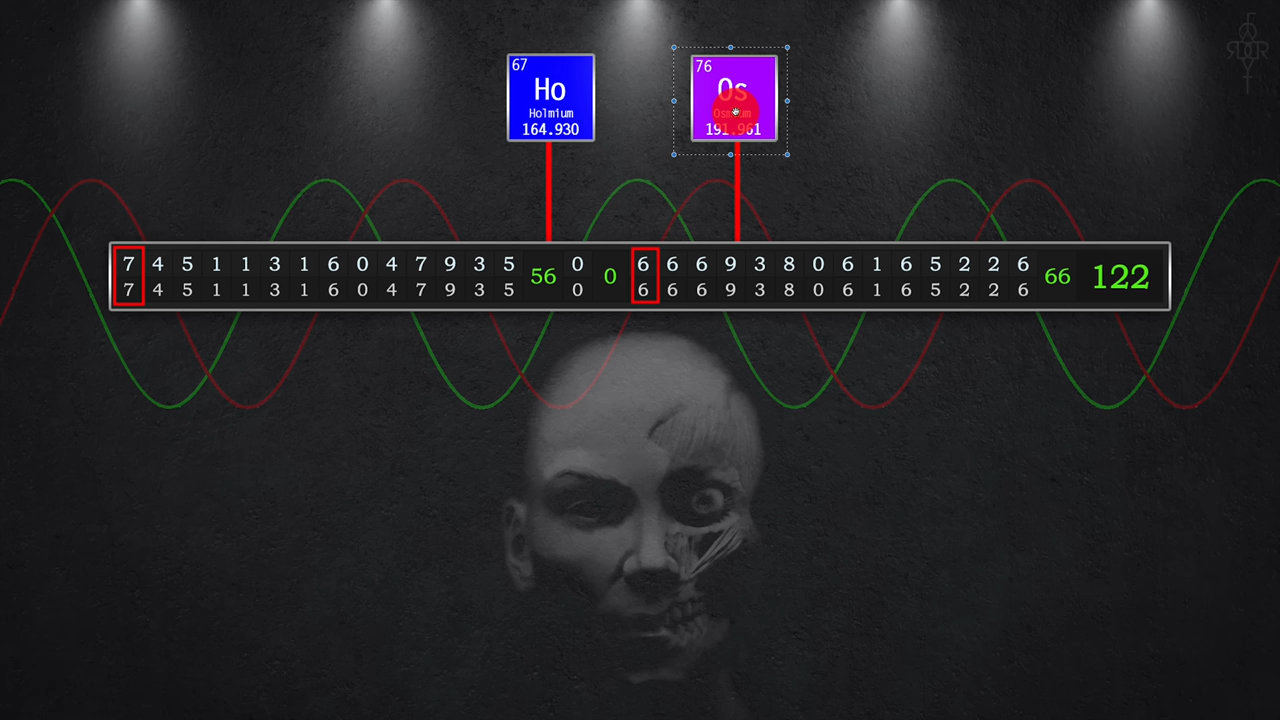 67
Ho
Holmium
164.930
76
Os
Osmium
191.961
7 4 5 1 1 3 1 6 0 4 7 9 3 5 56 0 0 6 6 6 9 3 8 0 6 1 6 5 2 2 6 66 122
7 4 5 1 1 3 1 6 0 4 7 9 3 5 0 6 6 6 9 3 8 0 6 1 6 5 2 2 6